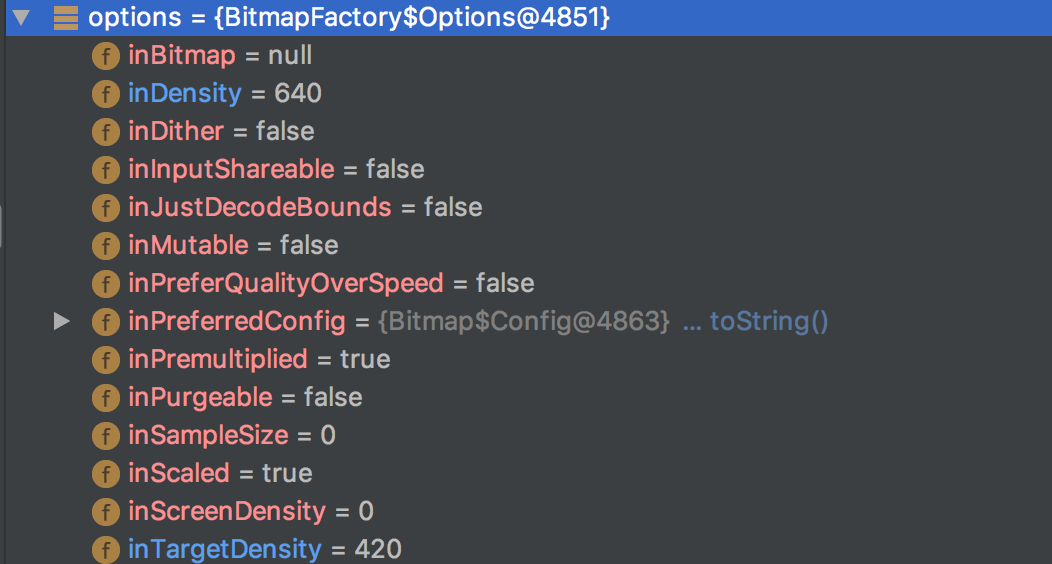 options = {BitmapFactory$Options@4851}
f inBitmap = null
f inDensity = 640
f inDither = false
f inInputShareable = false
f inJustDecodeBounds = false
f inMutable = false
f inPreferQualityOverSpeed = false
f inPreferredConfig = {Bitmap$Config@4863} ... toString()
f inPremultiplied = true
f inPurgeable = false
f inSampleSize = 0
f inScaled = true
f inScreenDensity = 0
f inTargetDensity = 420